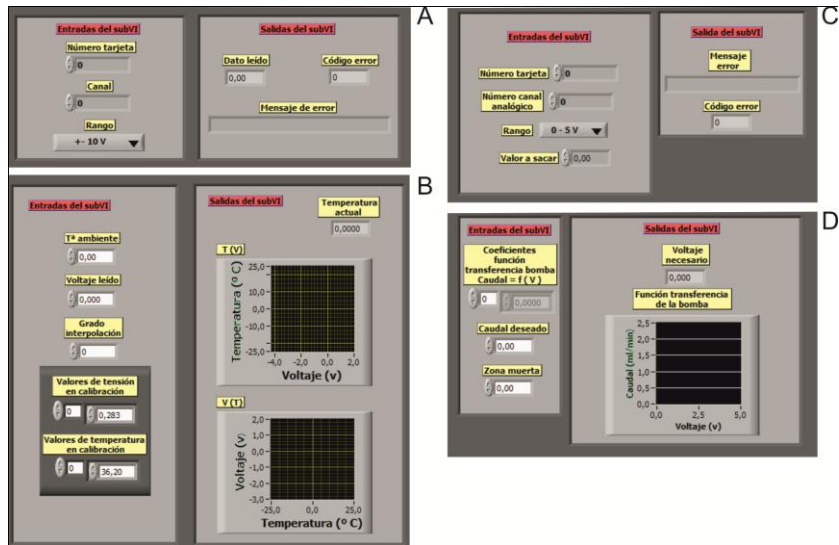 A
Entradas del subVI
Número tarjeta
0
Canal
0
Rango
+- 10 V
Salidas del subVI
Dato leído
Código error
0,00
0
Mensaje de error
B
Entradas del subVI
Tª ambiente
0,00
Voltaje leído
0,000
Grado
interpolación
0
Valores de tensión
en calibración
0
0,283
Valores de temperatura
en calibración
0
36,20
Salidas del subVI
Temperatura
actual
0,0000
T (V)
Temperatura (º C)
25,0
10,0
0,0
-10,0
-25,0
-4,0
-2,0
0,0
2,0
Voltaje (v)
V (T)
Voltaje (v)
2,0
1,0
0,0
-1,0
-2,0
-3,0
-25,0
0,0
25,0
Temperatura (º C)
C
Entradas del subVI
Número tarjeta
0
Número canal
analógico
0
Rango
0 - 5 V
Valor a sacar
0,00
Salida del subVI
Mensaje
error
Código error
0
D
Entradas del subVI
Coeficientes
función
transferencia bomba
Caudal = f ( V )
0
0,0000
Caudal deseado
0,00
Zona muerta
0,00
Salidas del subVI
Voltaje
necesario
0,000
Función transferencia
de la bomba
Caudal (ml/min)
2,5
2,0
1,5
1,0
0,5
0,0
0,0
2,5
5,0
Voltaje (v)